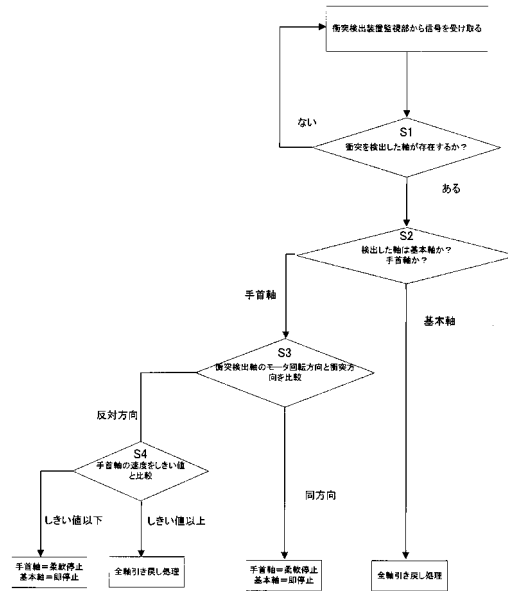 衝突検出装置監視部から信号を受け取る
ない
S1
衝突を検出した軸が存在するか？
ある
S2
検出した軸は基本軸か？
手首軸か？
手首軸
基本軸
S3
衝突検出軸のモータ回転方向と衝突方
向を比較
反対方向
S4
手首軸の速度をしきい値
と比較
同方向
しきい値以下
しきい値以上
手首軸＝柔軟停止
基本軸＝即停止
全軸引き戻し処理
手首軸＝柔軟停止
基本軸＝即停止
全軸引き戻し処理